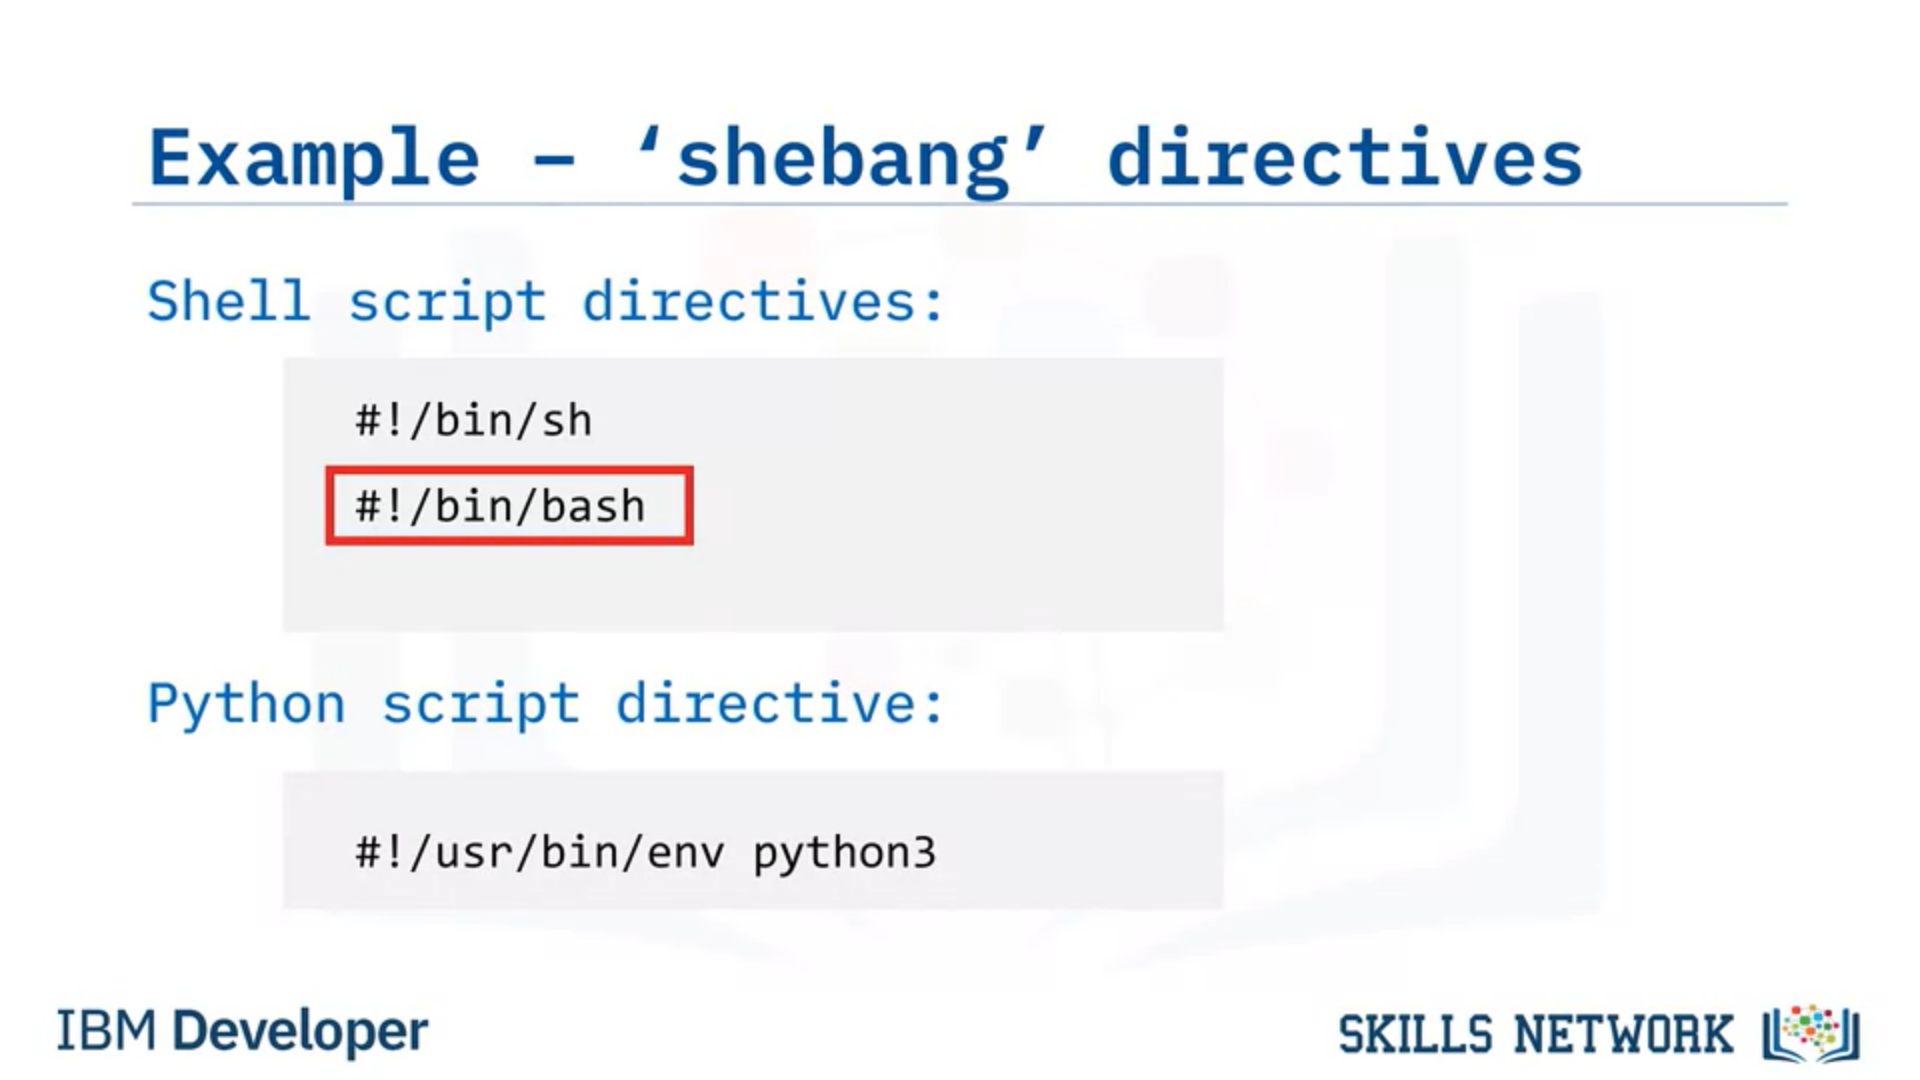 Example – ‘shebang’ directives
Shell script directives:
#!/bin/sh
#!/bin/bash
Python script directive:
#!/usr/bin/env python3
IBM Developer
SKILLS NETWORK